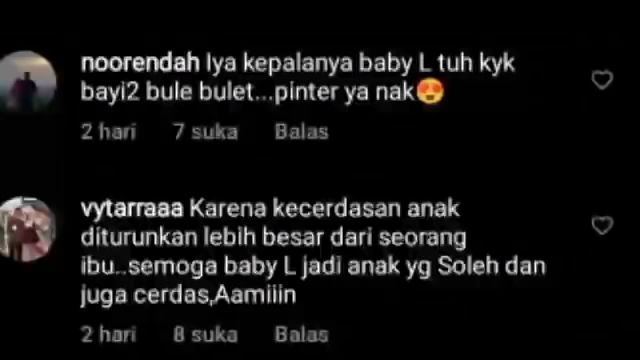 noorendah Iya kepalanya baby L tuh kyk
bayi2 bule bulet...pinter ya nak😍
2 hari 7 suka Balas
vytarraaa Karena kecerdasan anak
diturunkan lebih besar dari seorang
ibu..semoga baby L jadi anak yg Soleh dan
juga cerdas,Aamiiin
2 hari 8 suka Balas